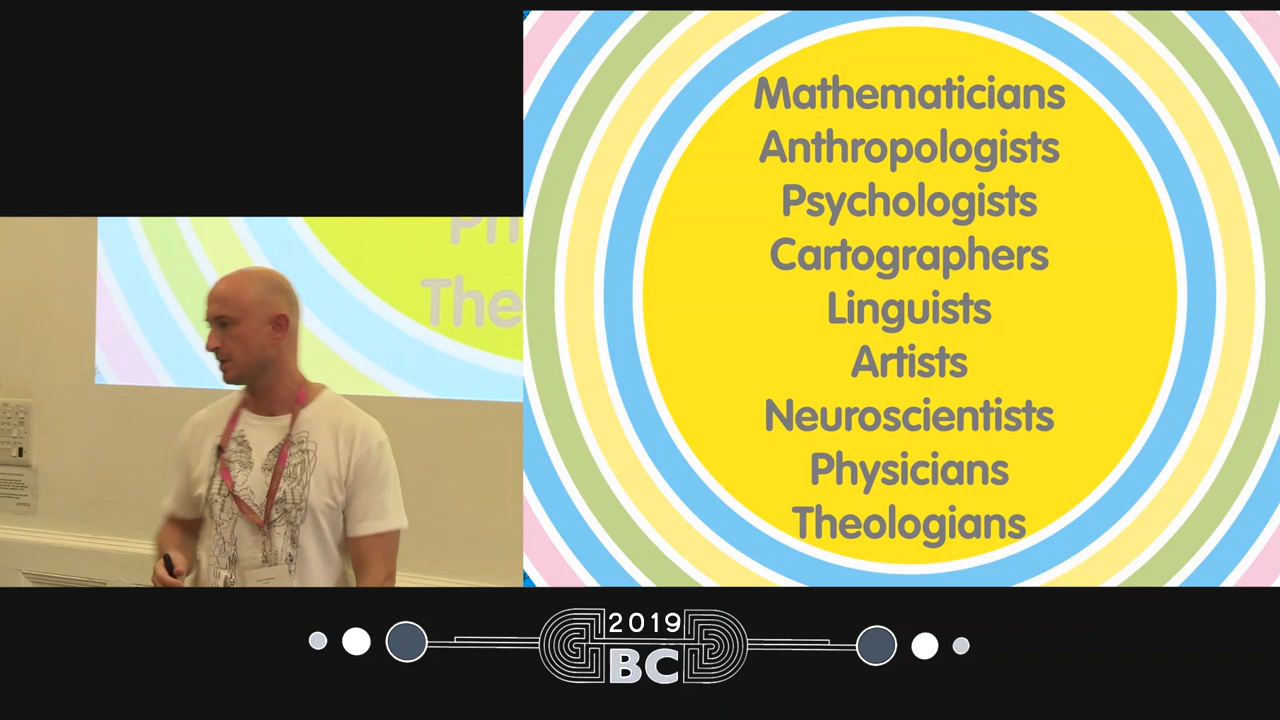 Mathematicians
Anthropologists
Psychologists
Cartographers
Linguists
Artists
Neuroscientists
Physicians
Theologians
2019
BC